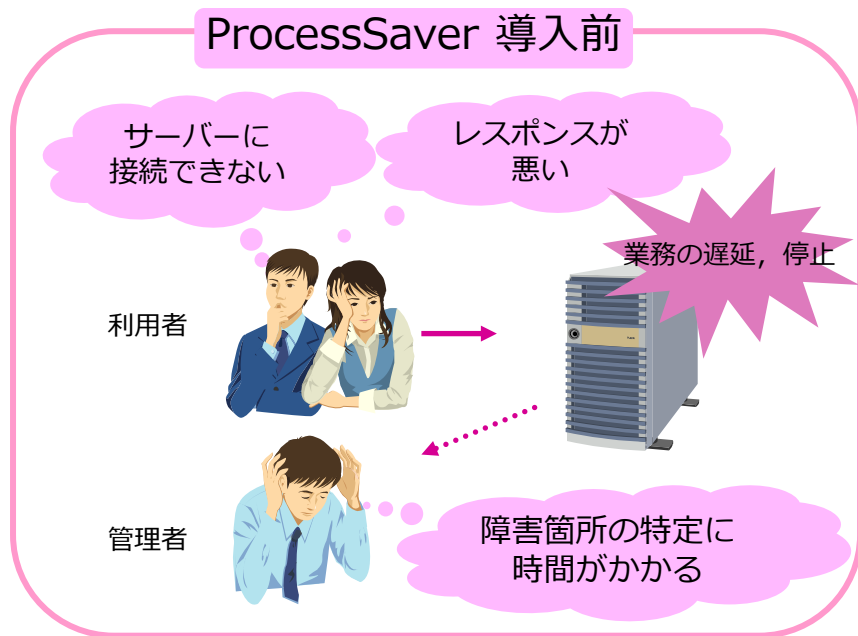 ProcessSaver 導入前
サーバーに
接続できない
レスポンスが
悪い
業務の遅延，停止
利用者
管理者
障害箇所の特定に
時間がかかる